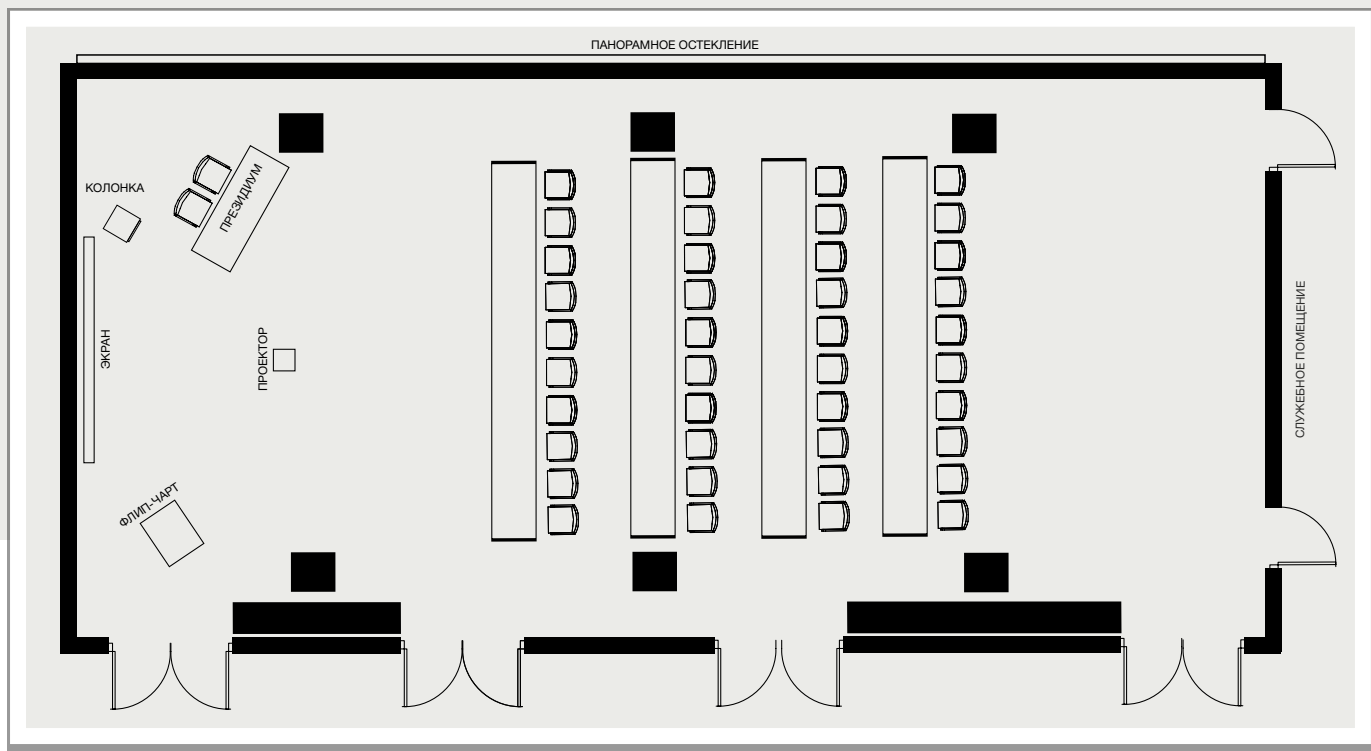 ПАНОРАМНОЕ ОСТЕКЛЕНИЕ
КОЛОНКА
ПРЕЗИДИУМ
ЭКРАН
ПРОЕКТОР
СЛУЖЕБНОЕ ПОМЕЩЕНИЕ
ФЛИП-ЧАРТ